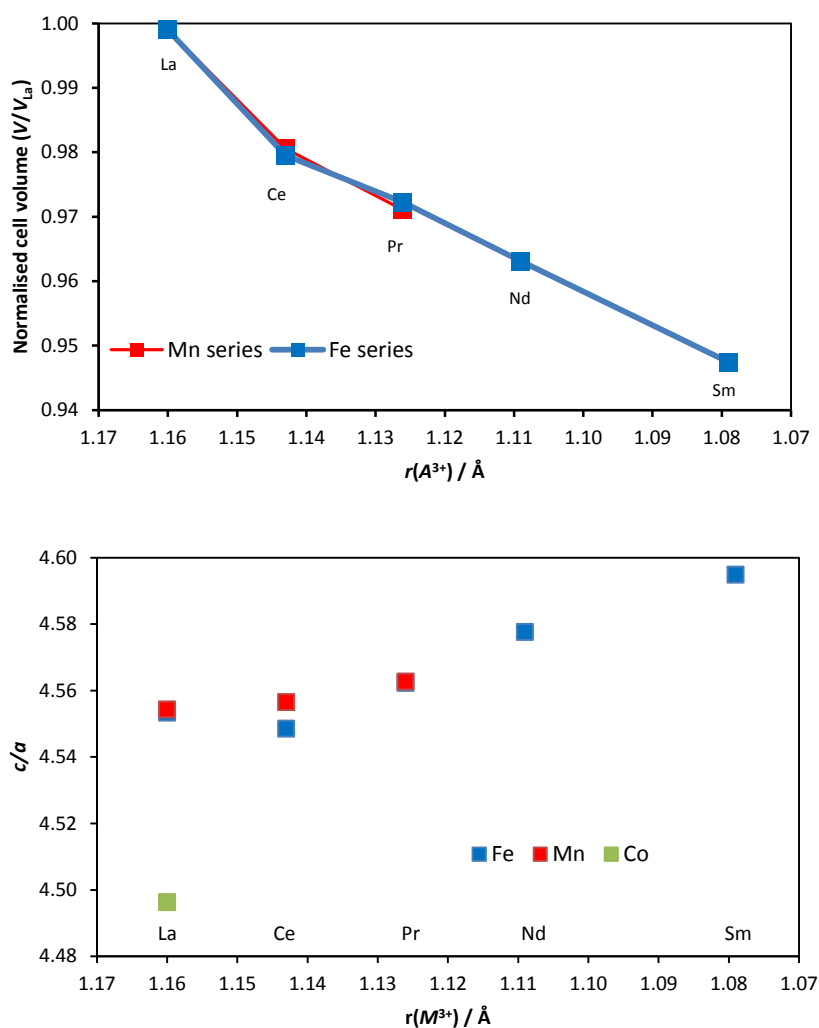 Normalised cell volume (V/V_La)
1.00
0.99
0.98
0.97
0.96
0.95
0.94
La
Ce
Pr
Nd
Sm
Mn series
Fe series
1.17 1.16 1.15 1.14 1.13 1.12 1.11 1.10 1.09 1.08 1.07
r(A³⁺) / Å
c/a
4.60
4.58
4.56
4.54
4.52
4.50
4.48
Fe Mn Co
La Ce Pr Nd Sm
1.17 1.16 1.15 1.14 1.13 1.12 1.11 1.10 1.09 1.08 1.07
r(M³⁺) / Å